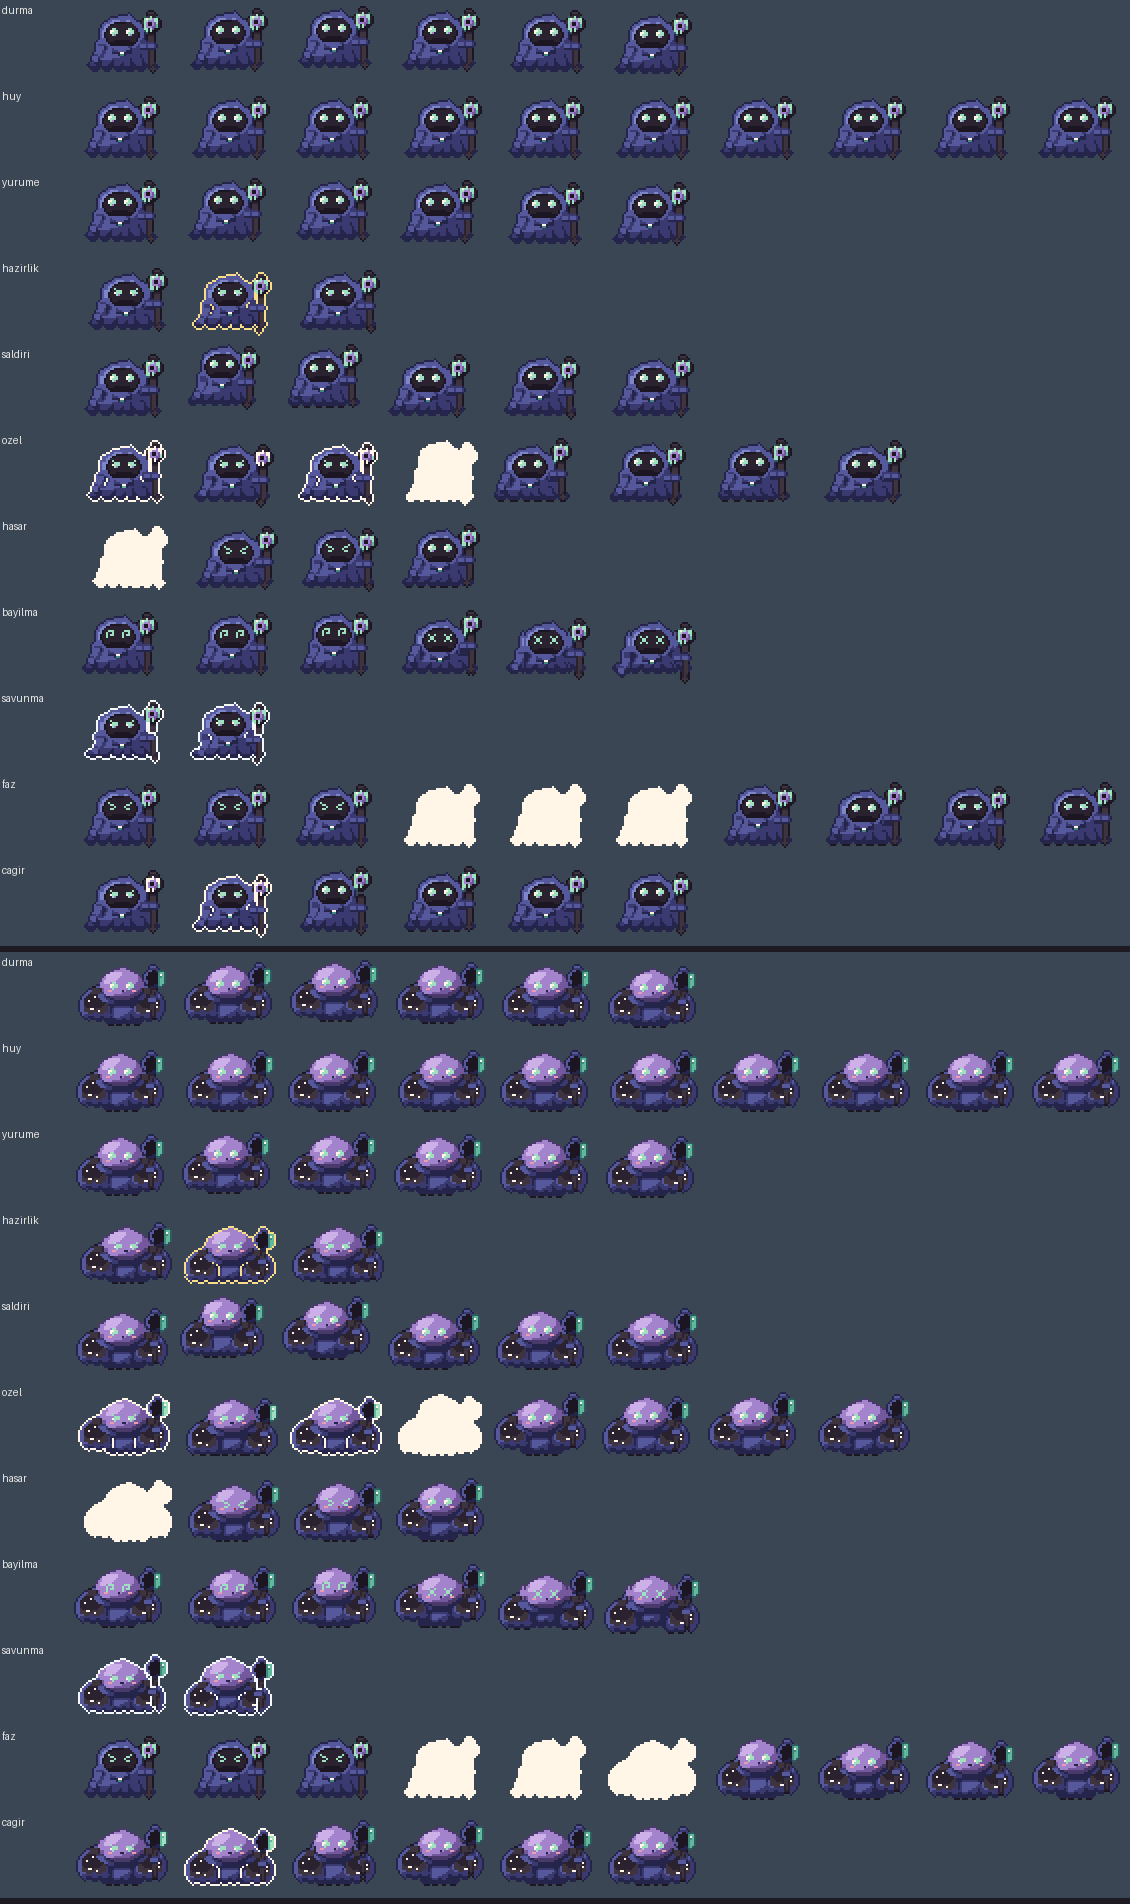 durma
huy
yurume
hazirlik
saldiri
ozel
hasar
bayilma
savunma
faz
cagir
durma
huy
yurume
hazirlik
saldiri
ozel
hasar
bayilma
savunma
faz
cagir